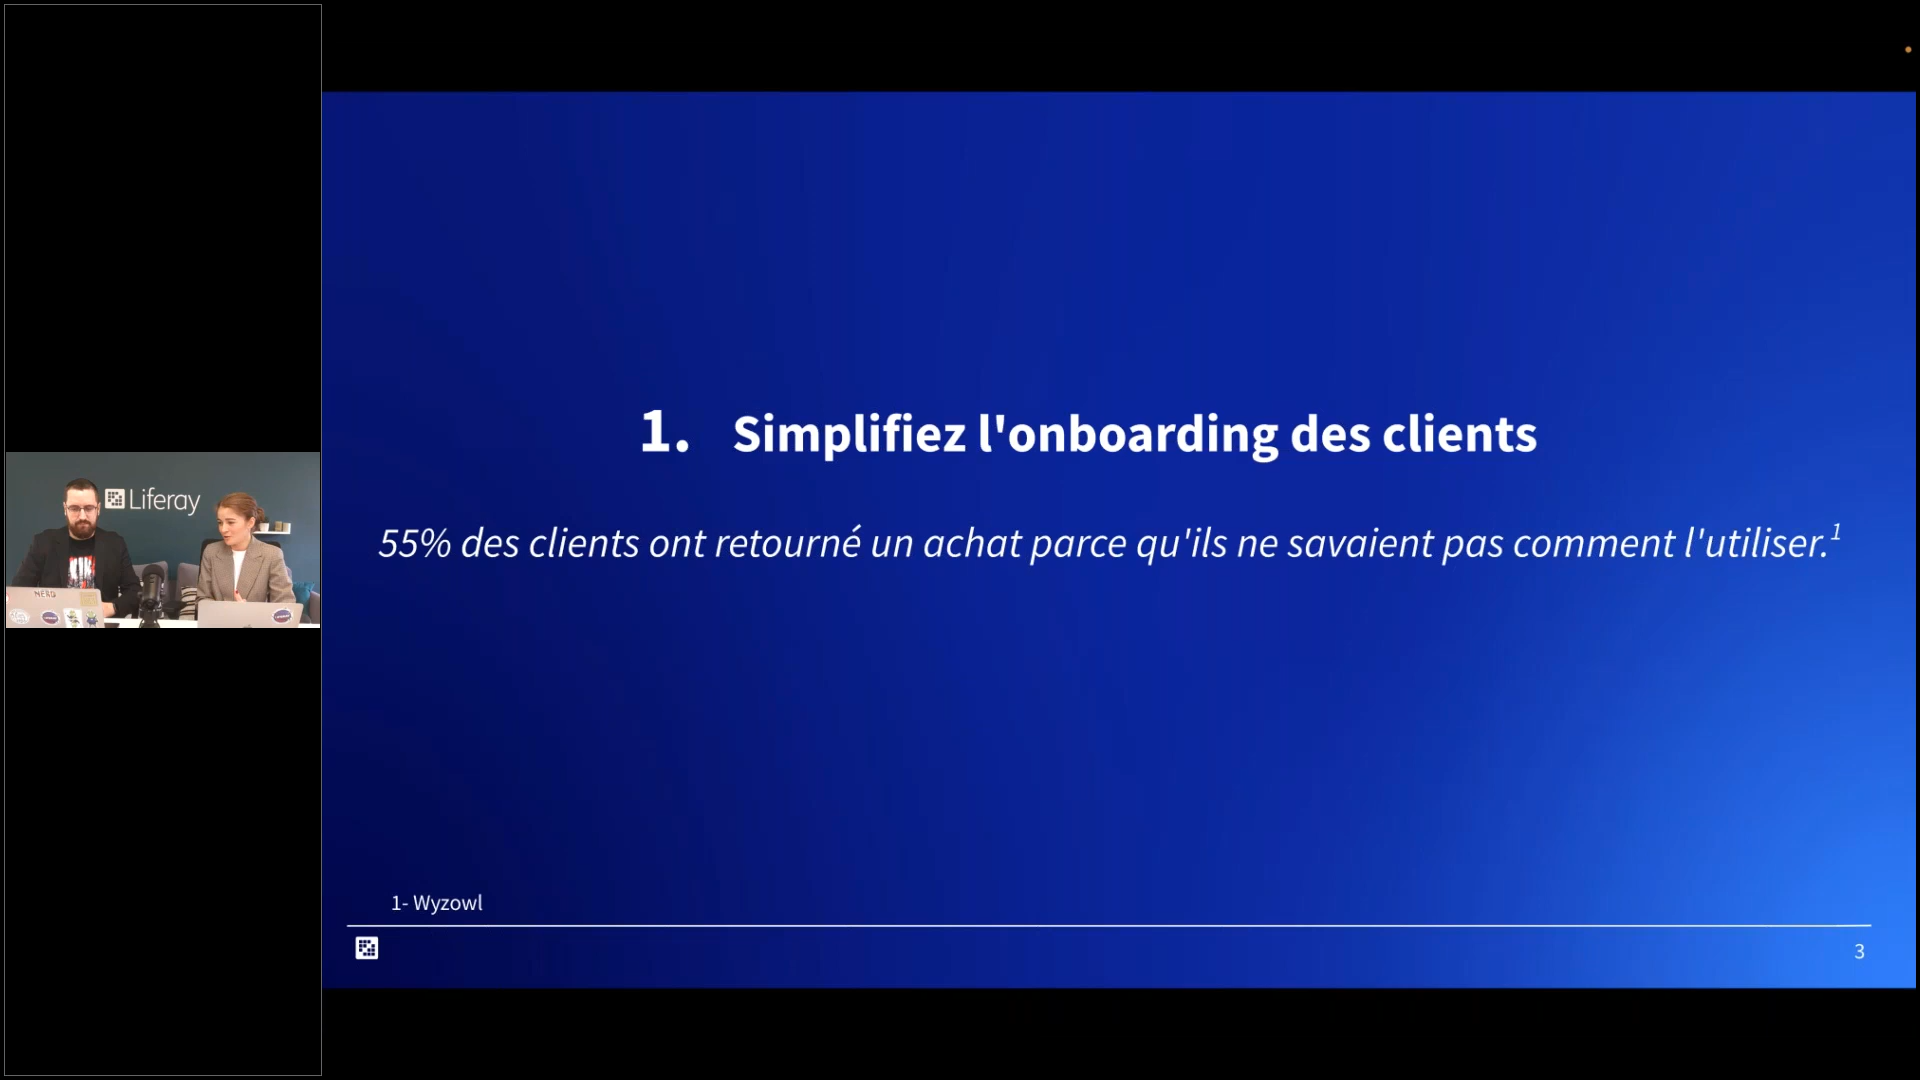 Liferay
NERD
1. Simplifiez l'onboarding des clients
55% des clients ont retourné un achat parce qu'ils ne savaient pas comment l'utiliser.¹
1- Wyzowl
3